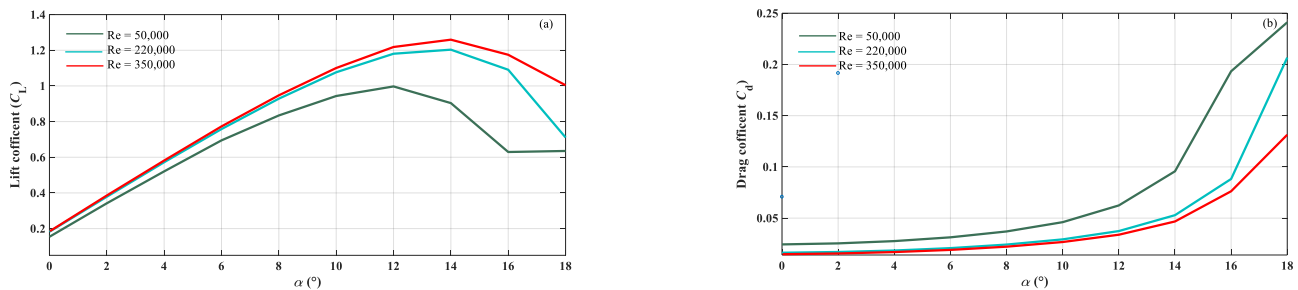 1.4
1.2
1
0.8
0.6
0.4
0.2
Lift cofficent (C_L)
(a)
Re = 50,000
Re = 220,000
Re = 350,000
0 2 4 6 8 10 12 14 16 18
α (°)
0.25
0.2
0.15
0.1
0.05
Drag cofficent C_d)
(b)
Re = 50,000
Re = 220,000
Re = 350,000
0 2 4 6 8 10 12 14 16 18
α (°)